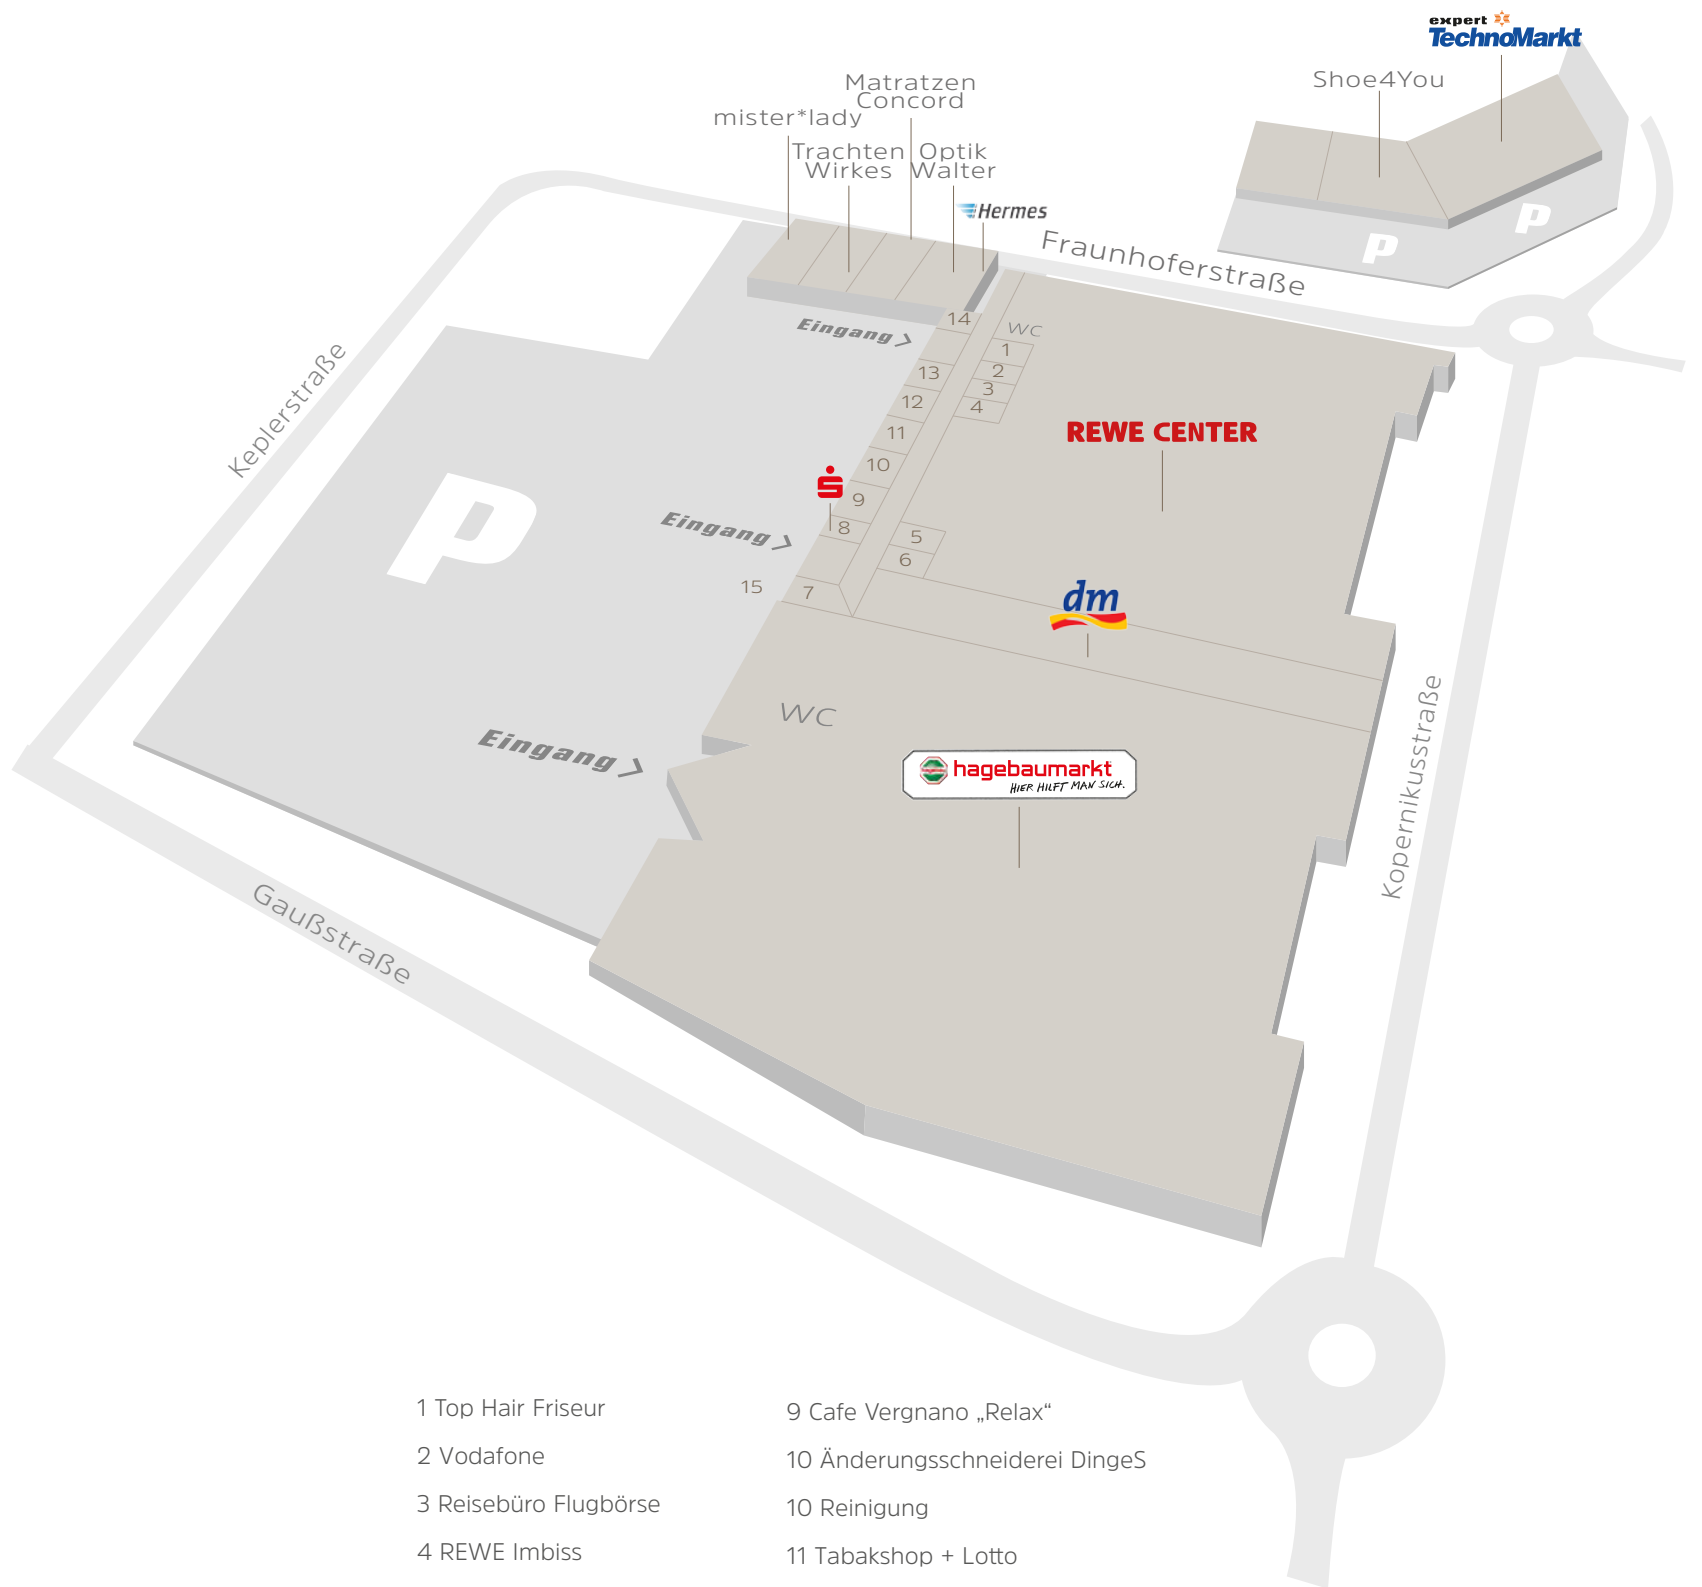 expert
TechnoMarkt
Shoe4You
Matratzen
Concord
mister*lady
Trachten
Wirkes
Optik
Walter
Hermes
Fraunhoferstraße
P
P
Eingang
14
WC
1
13
2
3
12
4
11
REWE CENTER
Keplerstraße
10
S
9
P
Eingang
8
5
6
15
7
dm
WC
Eingang
hagebaumarkt
HIER HILFT MAN SICH.
Kopernikusstraße
Gaußstraße
1 Top Hair Friseur
2 Vodafone
3 Reisebüro Flugbörse
4 REWE Imbiss
9 Cafe Vergnano „Relax“
10 Änderungsschneiderei DingeS
10 Reinigung
11 Tabakshop + Lotto